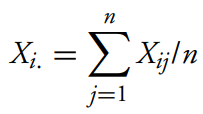 X_{i.} = \sum_{j=1}^{n} X_{ij}/n